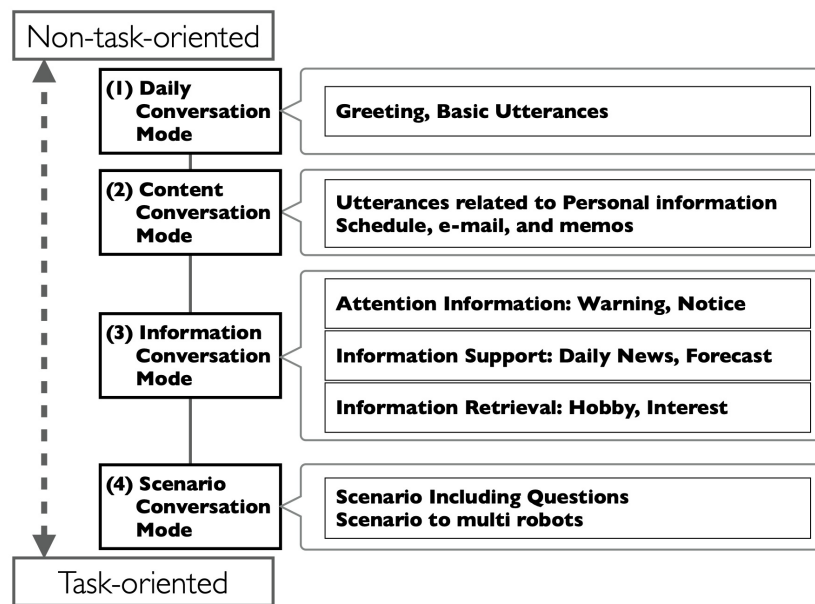 Non-task-oriented
(1) Daily
Conversation
Mode
Greeting, Basic Utterances
(2) Content
Conversation
Mode
Utterances related to Personal information
Schedule, e-mail, and memos
(3) Information
Conversation
Mode
Attention Information: Warning, Notice
Information Support: Daily News, Forecast
Information Retrieval: Hobby, Interest
(4) Scenario
Conversation
Mode
Scenario Including Questions
Scenario to multi robots
Task-oriented